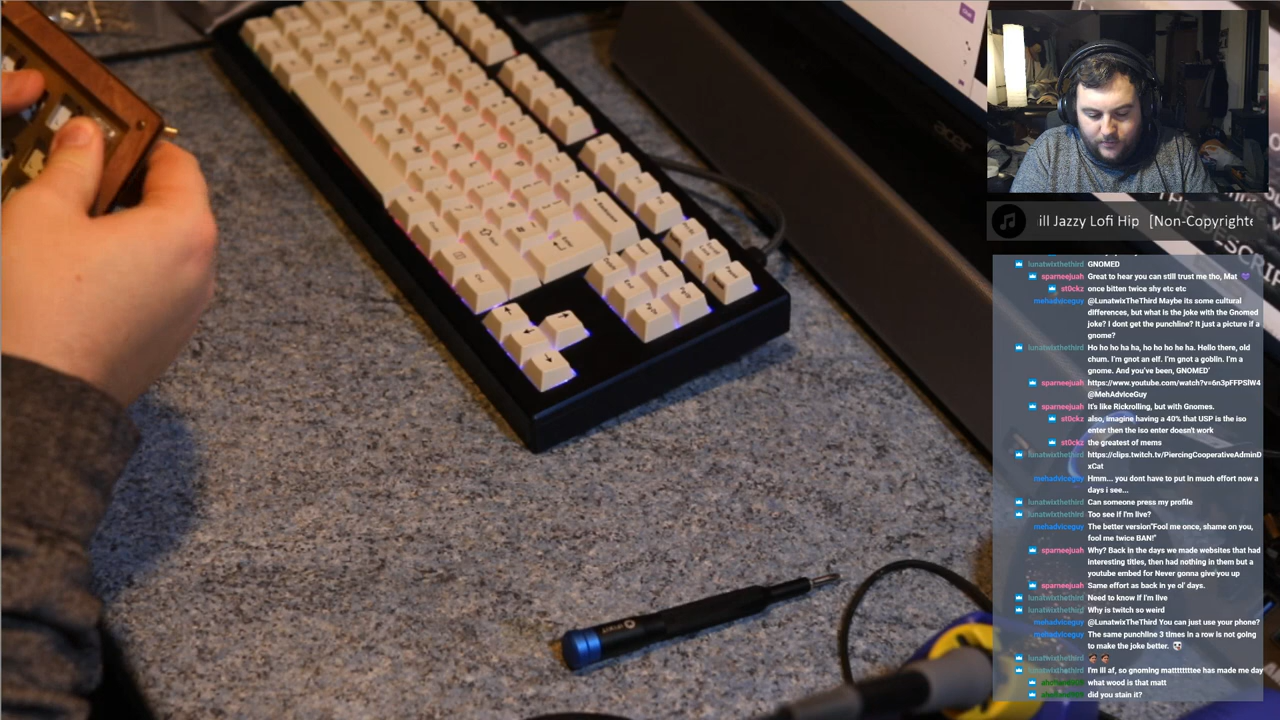 acer
ill Jazzy Lofi Hip [Non-Copyrighte
lunatwixthethird GNOMED
sparneejuah Great to hear you can still trust me tho, Mat
st0ckz once bitten twice shy etc etc
mehadviceguy @LunatwixTheThird Maybe its some cultural
differences, but what is the joke with the Gnomed
joke? I dont get the punchline? It just a picture if a
gnome?
lunatwixthethird Ho ho ho ha ha, ho ho ho he ha. Hello there, old
chum. I'm gnot an elf. I'm gnot a goblin. I'm a
gnome. And you've been, GNOMED'
sparneejuah https://www.youtube.com/watch?v=6n3pFFPSlW4
@MehAdviceGuy
sparneejuah It's like Rickrolling, but with Gnomes.
st0ckz also, imagine having a 40% that USP is the iso
enter then the iso enter doesn't work
st0ckz the greatest of mems
lunatwixthethird https://clips.twitch.tv/PiercingCooperativeAdminD
xCat
mehadviceguy Hmm... you dont have to put in much effort now a
days i see...
lunatwixthethird Can someone press my profile
lunatwixthethird Too see if I'm live?
mehadviceguy The better version"Fool me once, shame on you,
fool me twice BAN!"
sparneejuah Why? Back in the days we made websites that had
interesting titles, then had nothing in them but a
youtube embed for Never gonna give you up
sparneejuah Same effort as back in ye ol' days.
lunatwixthethird Need to know if I'm live
lunatwixthethird Why is twitch so weird
mehadviceguy @LunatwixTheThird You can just use your phone?
mehadviceguy The same punchline 3 times in a row is not going
to make the joke better.
lunatwixthethird
lunatwixthethird I'm ill af, so gnoming matttttttee has made me day
what wood is that matt
did you stain it?